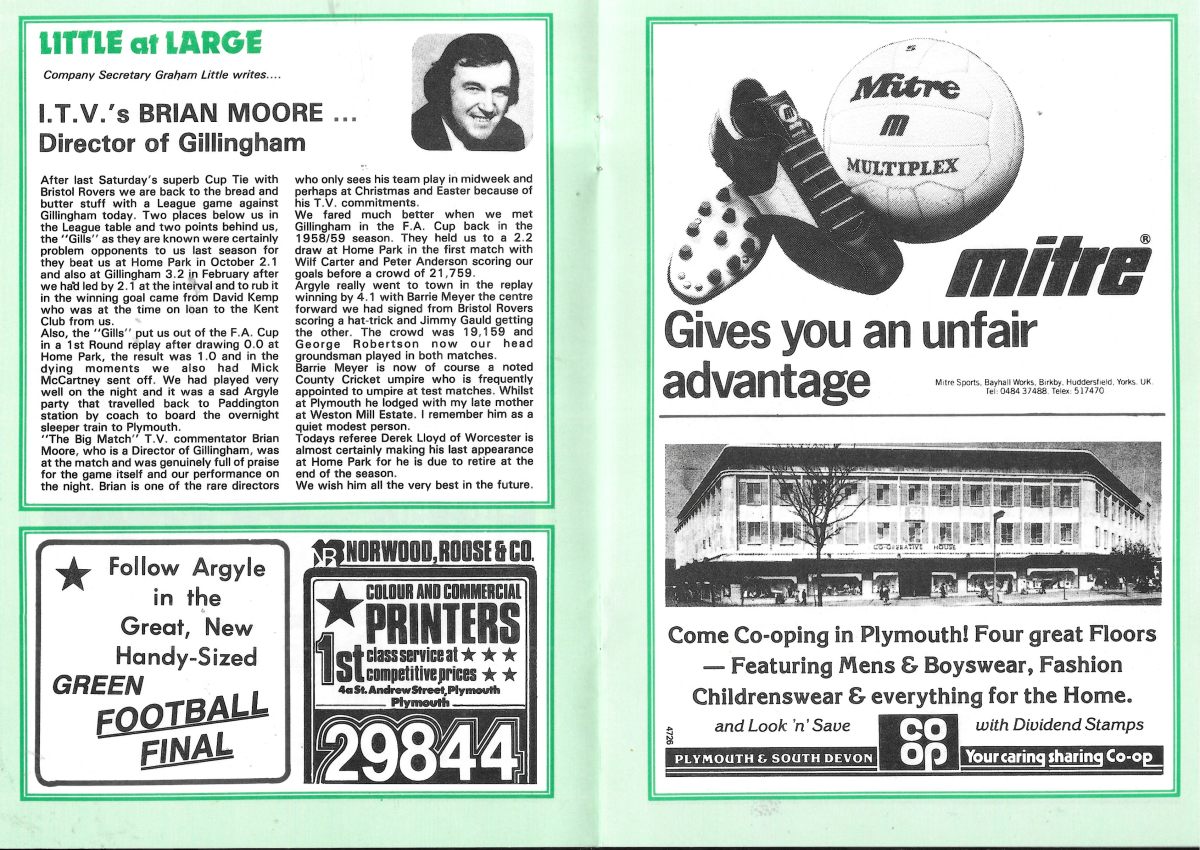 LITTLE at LARGE
Company Secretary Graham Little writes....
I.T.V.'s BRIAN MOORE ...
Director of Gillingham
After last Saturday's superb Cup Tie with
Bristol Rovers we are back to the bread and
butter stuff with a League game against
Gillingham today. Two places below us in
the League table and two points behind us,
the "Gills" as they are known were certainly
problem opponents to us last season for
they beat us at Home Park in October 2.1
and also at Gillingham 3.2 in February after
we had led by 2.1 at the interval and to rub it
in the winning goal came from David Kemp
who was at the time on loan to the Kent
Club from us.
Also, the "Gills" put us out of the F.A. Cup
in a 1st Round replay after drawing 0.0 at
Home Park, the result was 1.0 and in the
dying moments we also had Mick
McCartney sent off. We had played very
well on the night and it was a sad Argyle
party that travelled back to Paddington
station by coach to board the overnight
sleeper train to Plymouth.
"The Big Match" T.V. commentator Brian
Moore, who is a Director of Gillingham, was
at the match and was genuinely full of praise
for the game itself and our performance on
the night. Brian is one of the rare directors
who only sees his team play in midweek and
perhaps at Christmas and Easter because of
his T.V. commitments.
We fared much better when we met
Gillingham in the F.A. Cup back in the
1958/59 season. They held us to a 2.2
draw at Home Park in the first match with
Wilf Carter and Peter Anderson scoring our
goals before a crowd of 21,759.
Argyle really went to town in the replay
winning by 4.1 with Barrie Meyer the centre
forward we had signed from Bristol Rovers
scoring a hat-trick and Jimmy Gauld getting
the other. The crowd was 19,159 and
George Robertson now our head
groundsman played in both matches.
Barrie Meyer is now of course a noted
County Cricket umpire who is frequently
appointed to umpire at test matches. Whilst
at Plymouth he lodged with my late mother
at Weston Mill Estate. I remember him as a
quiet modest person.
Todays referee Derek Lloyd of Worcester is
almost certainly making his last appearance
at Home Park for he is due to retire at the
end of the season.
We wish him all the very best in the future.
Follow Argyle
in the
Great, New
Handy-Sized
GREEN
FOOTBALL
FINAL
NR NORWOOD, ROOSE & CO.
COLOUR AND COMMERCIAL
PRINTERS
1st class service at
competitive prices
4a St. Andrew Street, Plymouth
Plymouth
29844
5
Mitre
M
MULTIPLEX
mitre®
Gives you an unfair
advantage
Mitre Sports, Bayhall Works, Birkby, Huddersfield, Yorks. UK.
Tel: 0484 37488. Telex: 517470.
CO-OPERATIVE HOUSE
Come Co-oping in Plymouth! Four great Floors
— Featuring Mens & Boyswear, Fashion
Childrenswear & everything for the Home.
and Look 'n' Save
CO OP
with Dividend Stamps
4726
PLYMOUTH & SOUTH DEVON
Your caring sharing Co-op